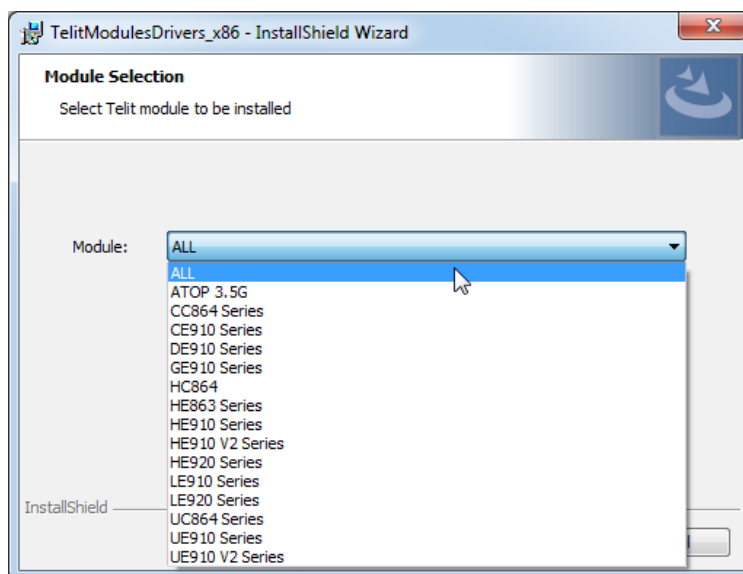 TelitModulesDrivers_x86 - InstallShield Wizard
Module Selection
Select Telit module to be installed
Module:
ALL
ALL
ATOP 3.5G
CC864 Series
CE910 Series
DE910 Series
GE910 Series
HC864
HE863 Series
HE910 Series
HE910 V2 Series
HE920 Series
LE910 Series
LE920 Series
UC864 Series
UE910 Series
UE910 V2 Series
InstallShield